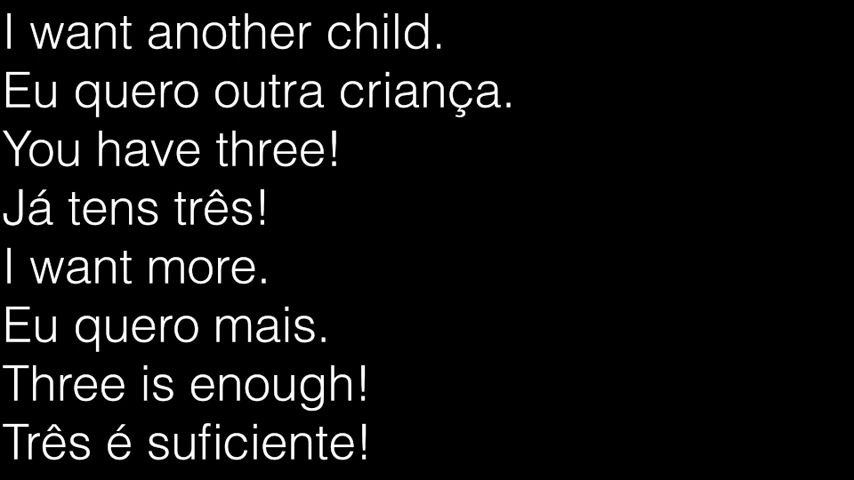 I want another child.
Eu quero outra criança.
You have three!
Já tens três!
I want more.
Eu quero mais.
Three is enough!
Três é suficiente!